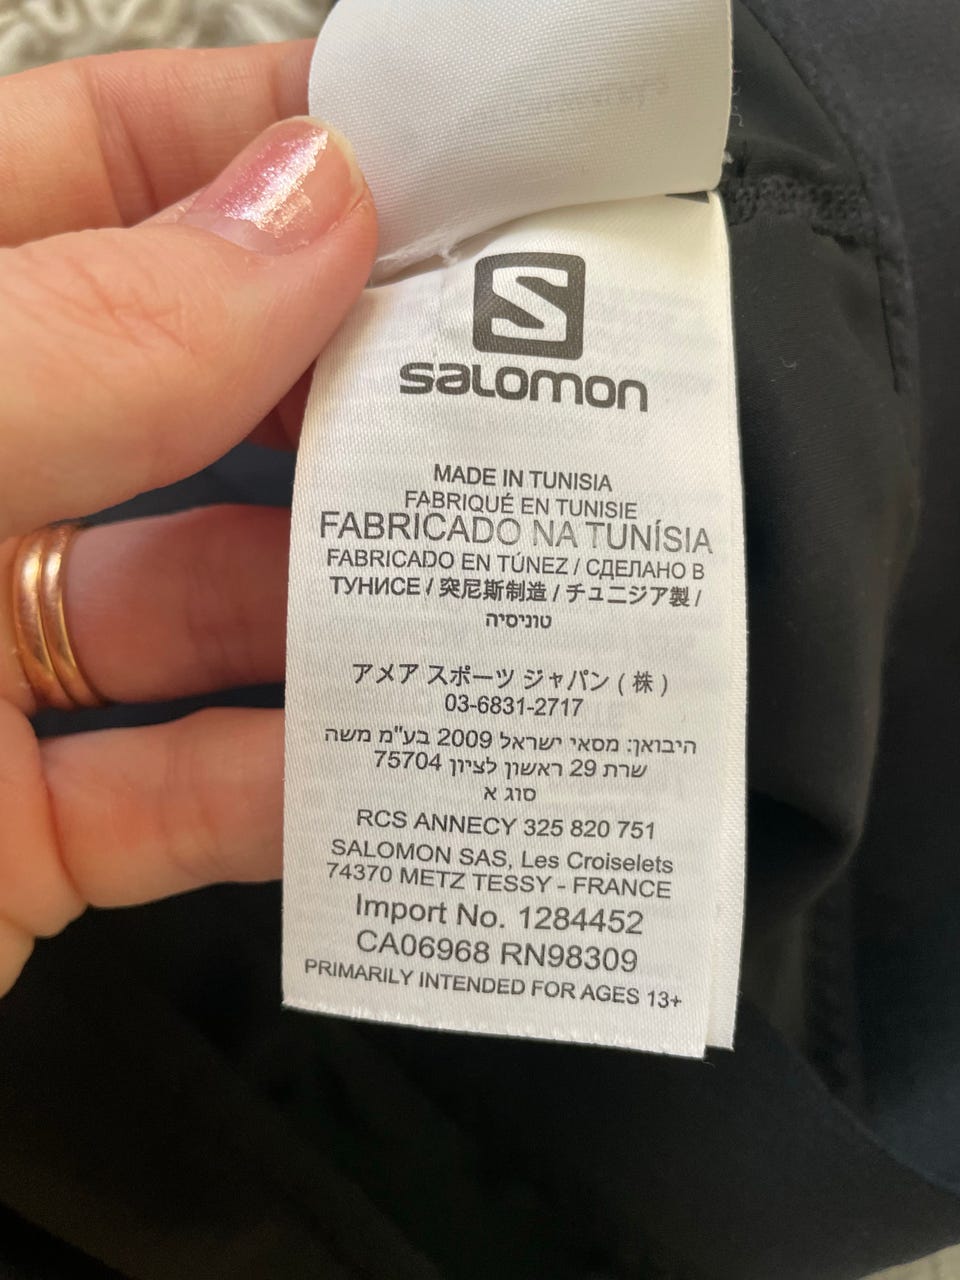 S
SALOMON
MADE IN TUNISIA
FABRIQUÉ EN TUNISIE
FABRICADO NA TUNÍSIA
FABRICADO EN TÚNEZ / СДЕЛАНО В
ТУНИСЕ / 突尼斯制造 / チュニジア製 /
טוניסיה
アメア スポーツ ジャパン ( 株 )
03-6831-2717
היבואן: מסאי ישראל 2009 בע"מ משה
שרת 29 ראשון לציון 75704
סוג א
RCS ANNECY 325 820 751
SALOMON SAS, Les Croiselets
74370 METZ TESSY - FRANCE
Import No. 1284452
CA06968 RN98309
PRIMARILY INTENDED FOR AGES 13+